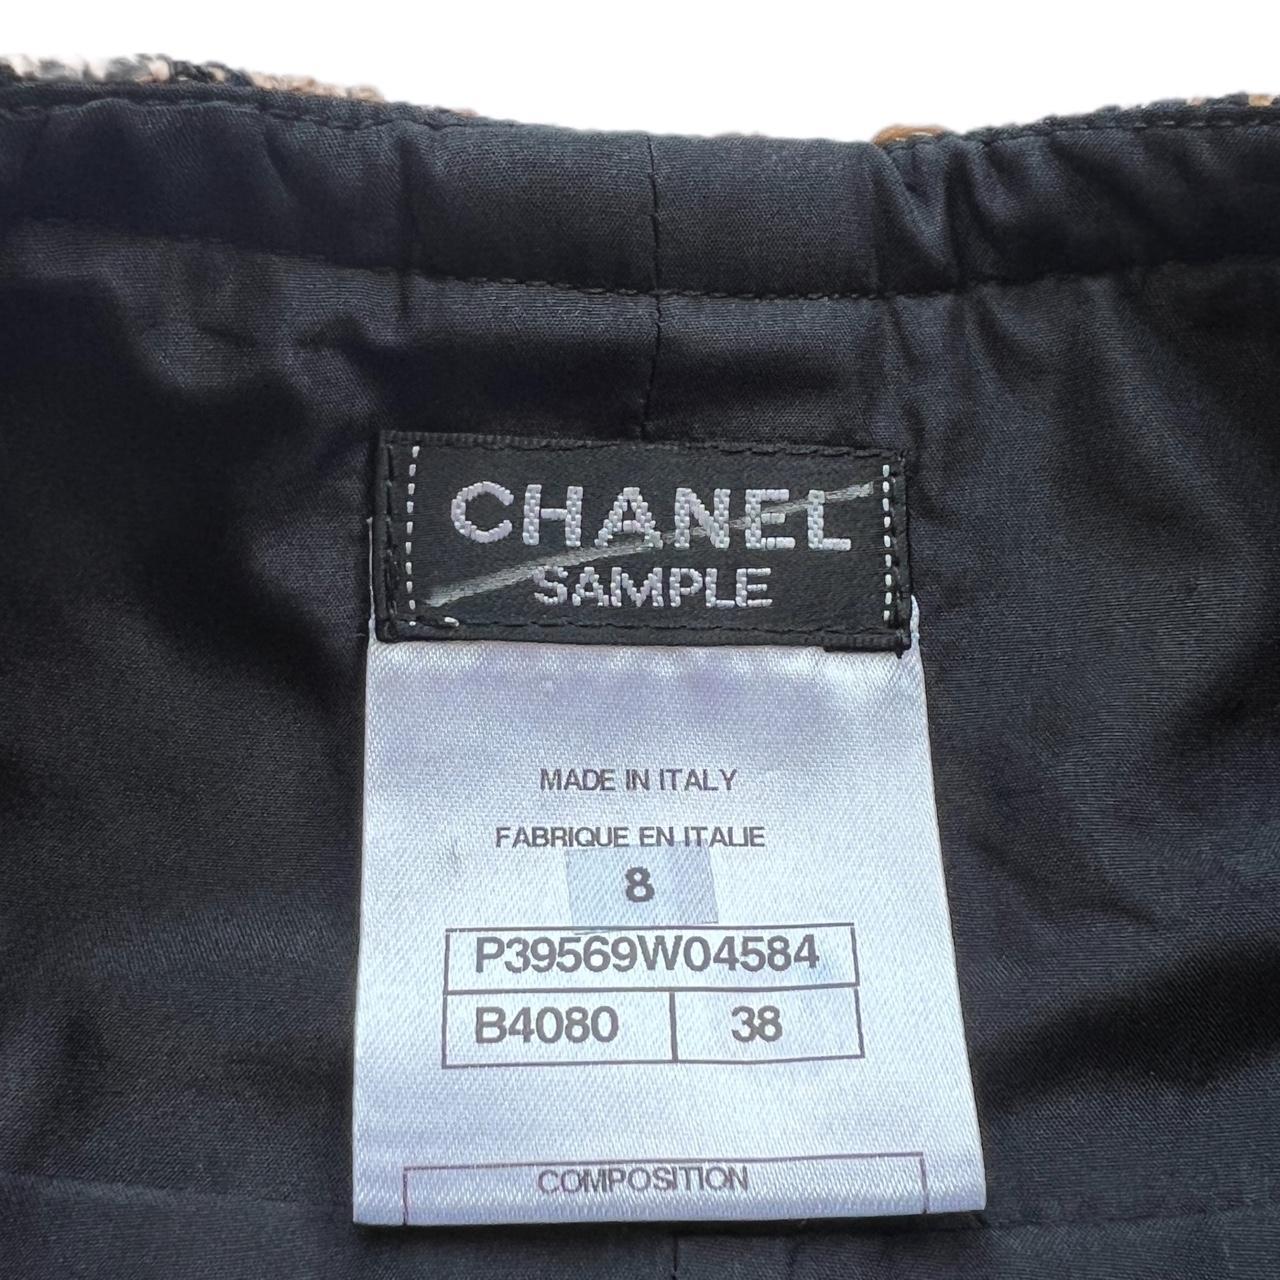 CHANEL
SAMPLE
MADE IN ITALY
FABRIQUE EN ITALIE
8
P39569W04584
B4080 38
COMPOSITION